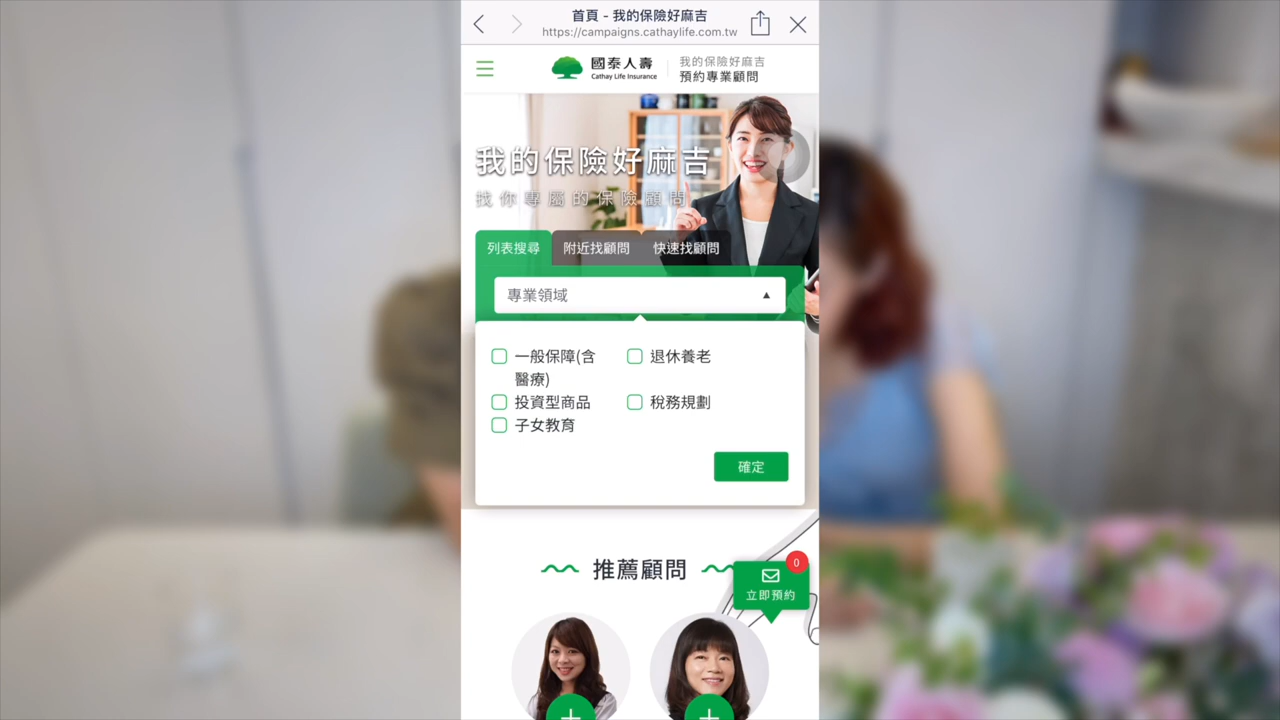 首頁 - 我的保險好麻吉
https://campaigns.cathaylife.com.tw
國泰人壽
Cathay Life Insurance
我的保險好麻吉
預約專業顧問
我的保險好麻吉
找你專屬的保險顧問
列表搜尋
附近找顧問
快速找顧問
專業領域 ▲
一般保障(含
醫療)
退休養老
投資型商品
稅務規劃
子女教育
確定
推薦顧問
0
立即預約